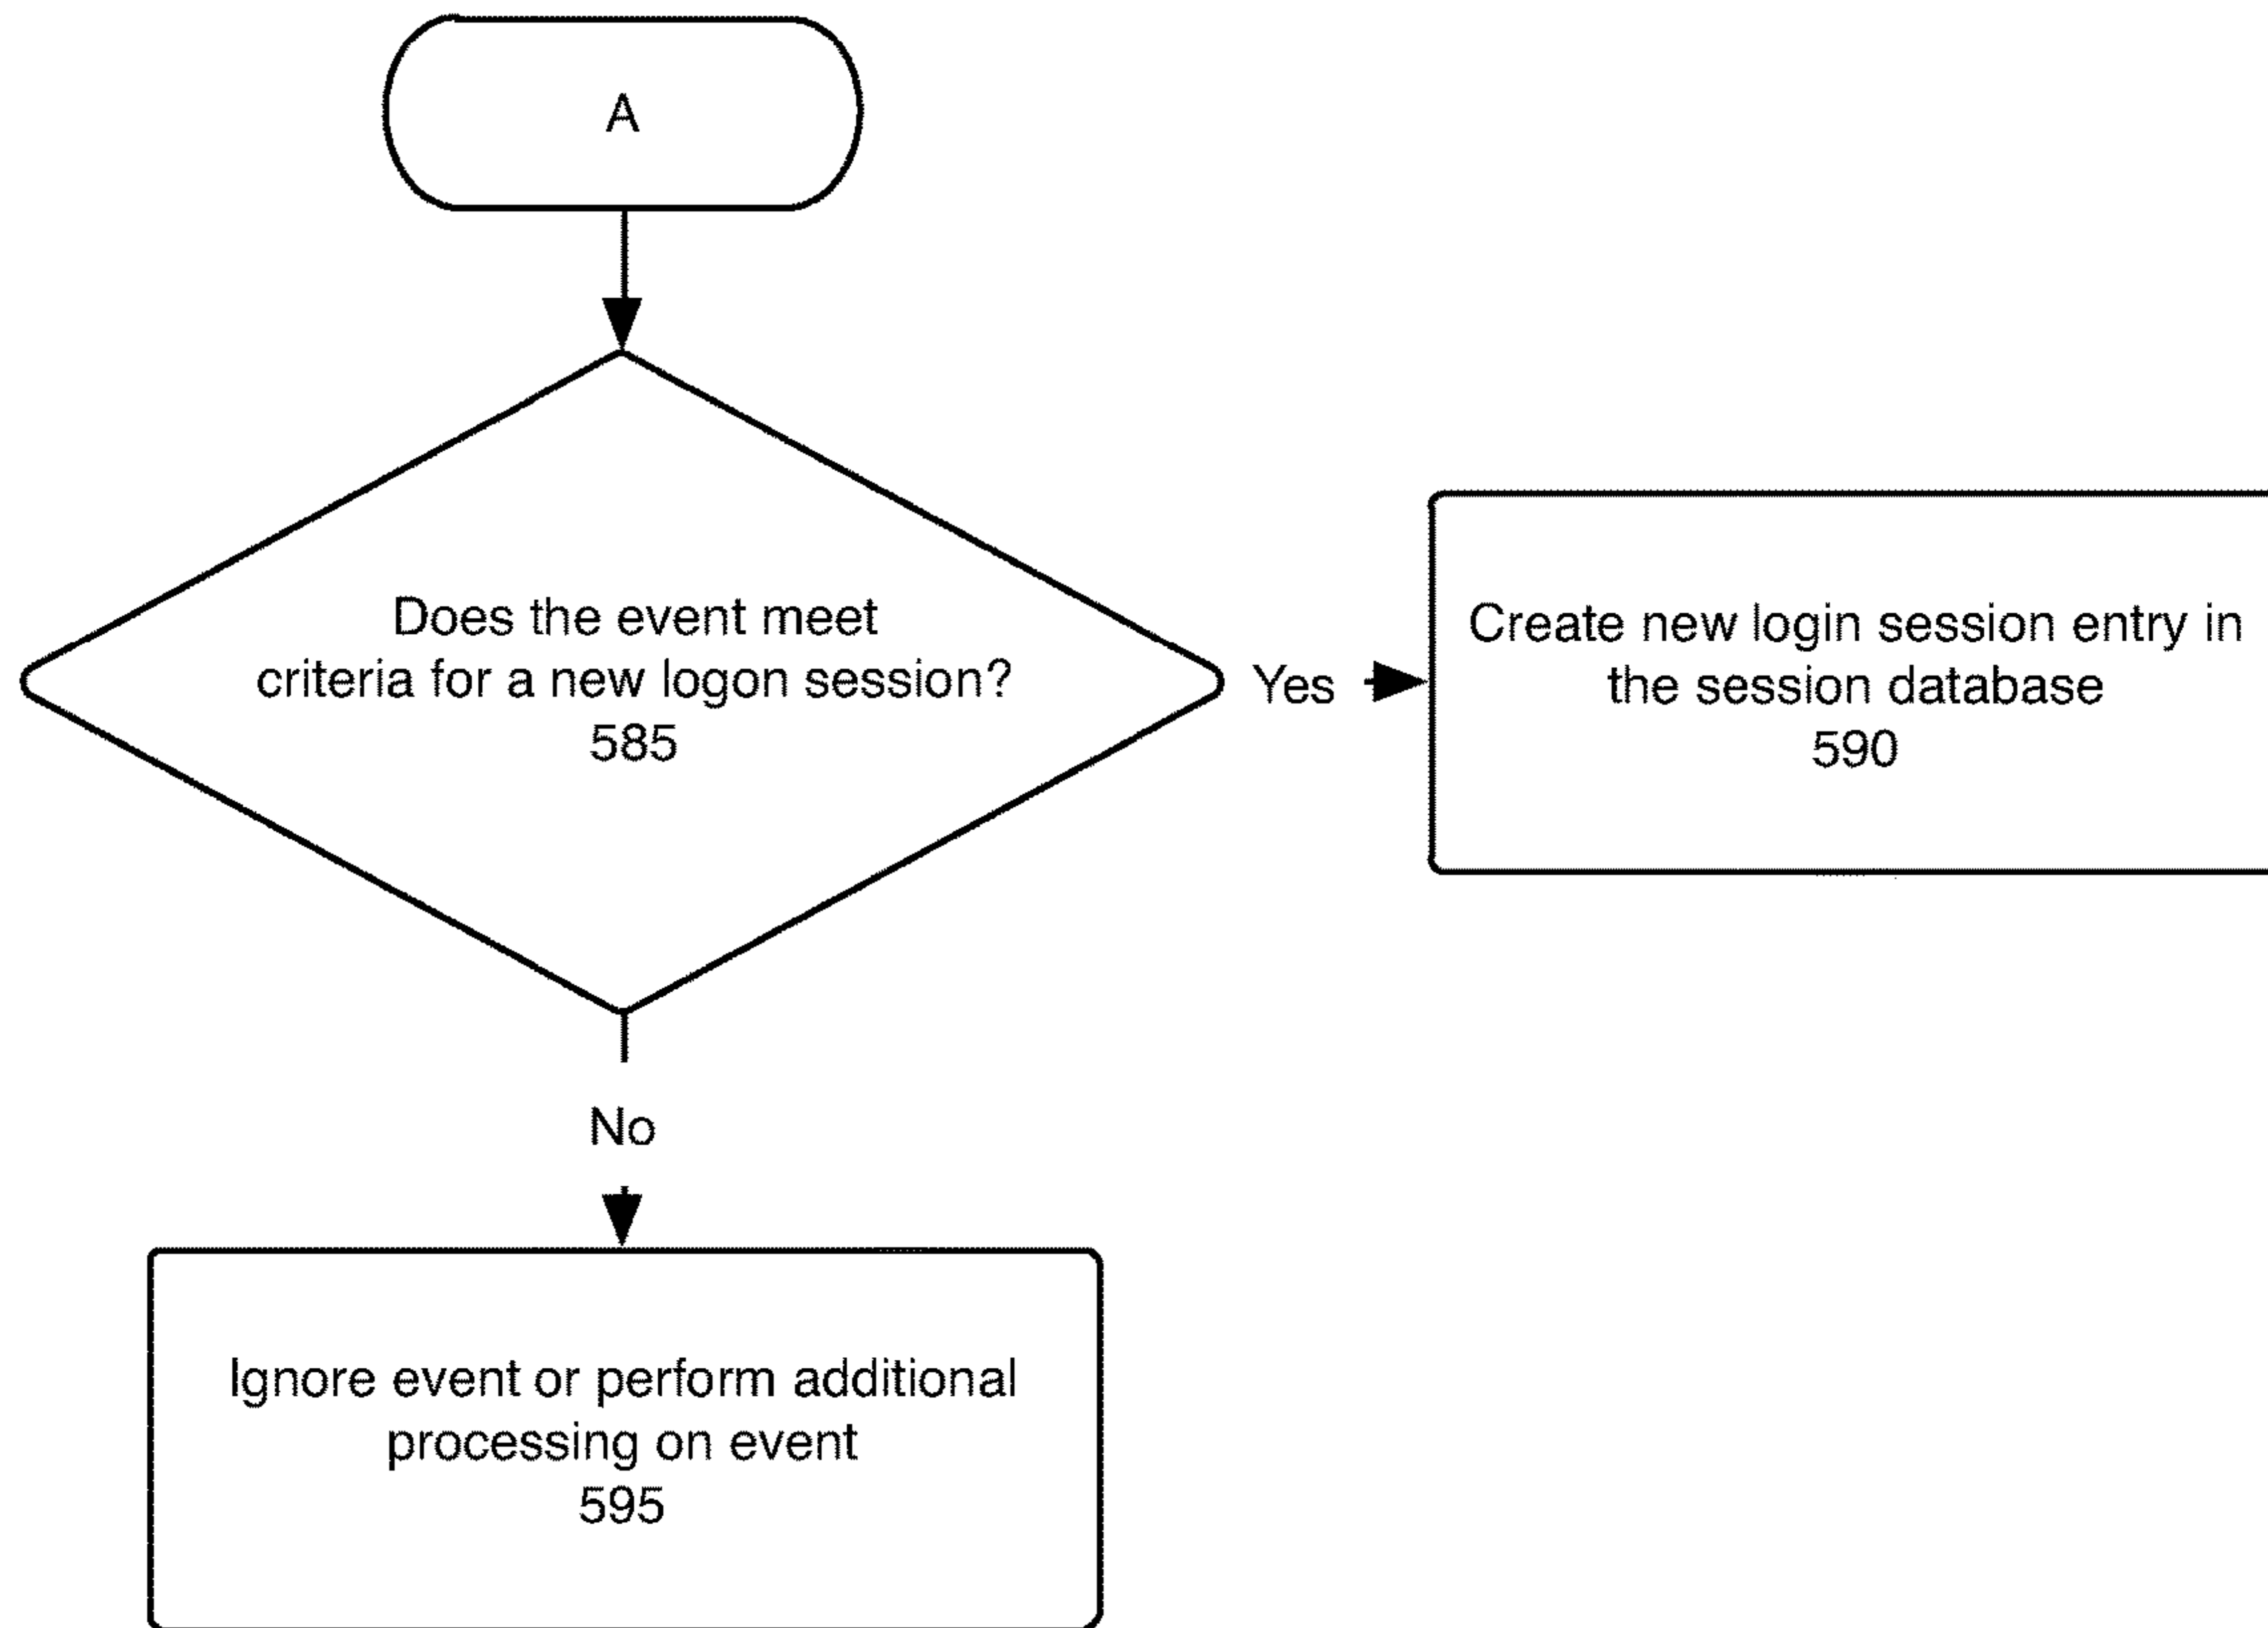 A
Does the event meet
criteria for a new logon session?
585
Yes
Create new login session entry in
the session database
590
No
Ignore event or perform additional
processing on event
595